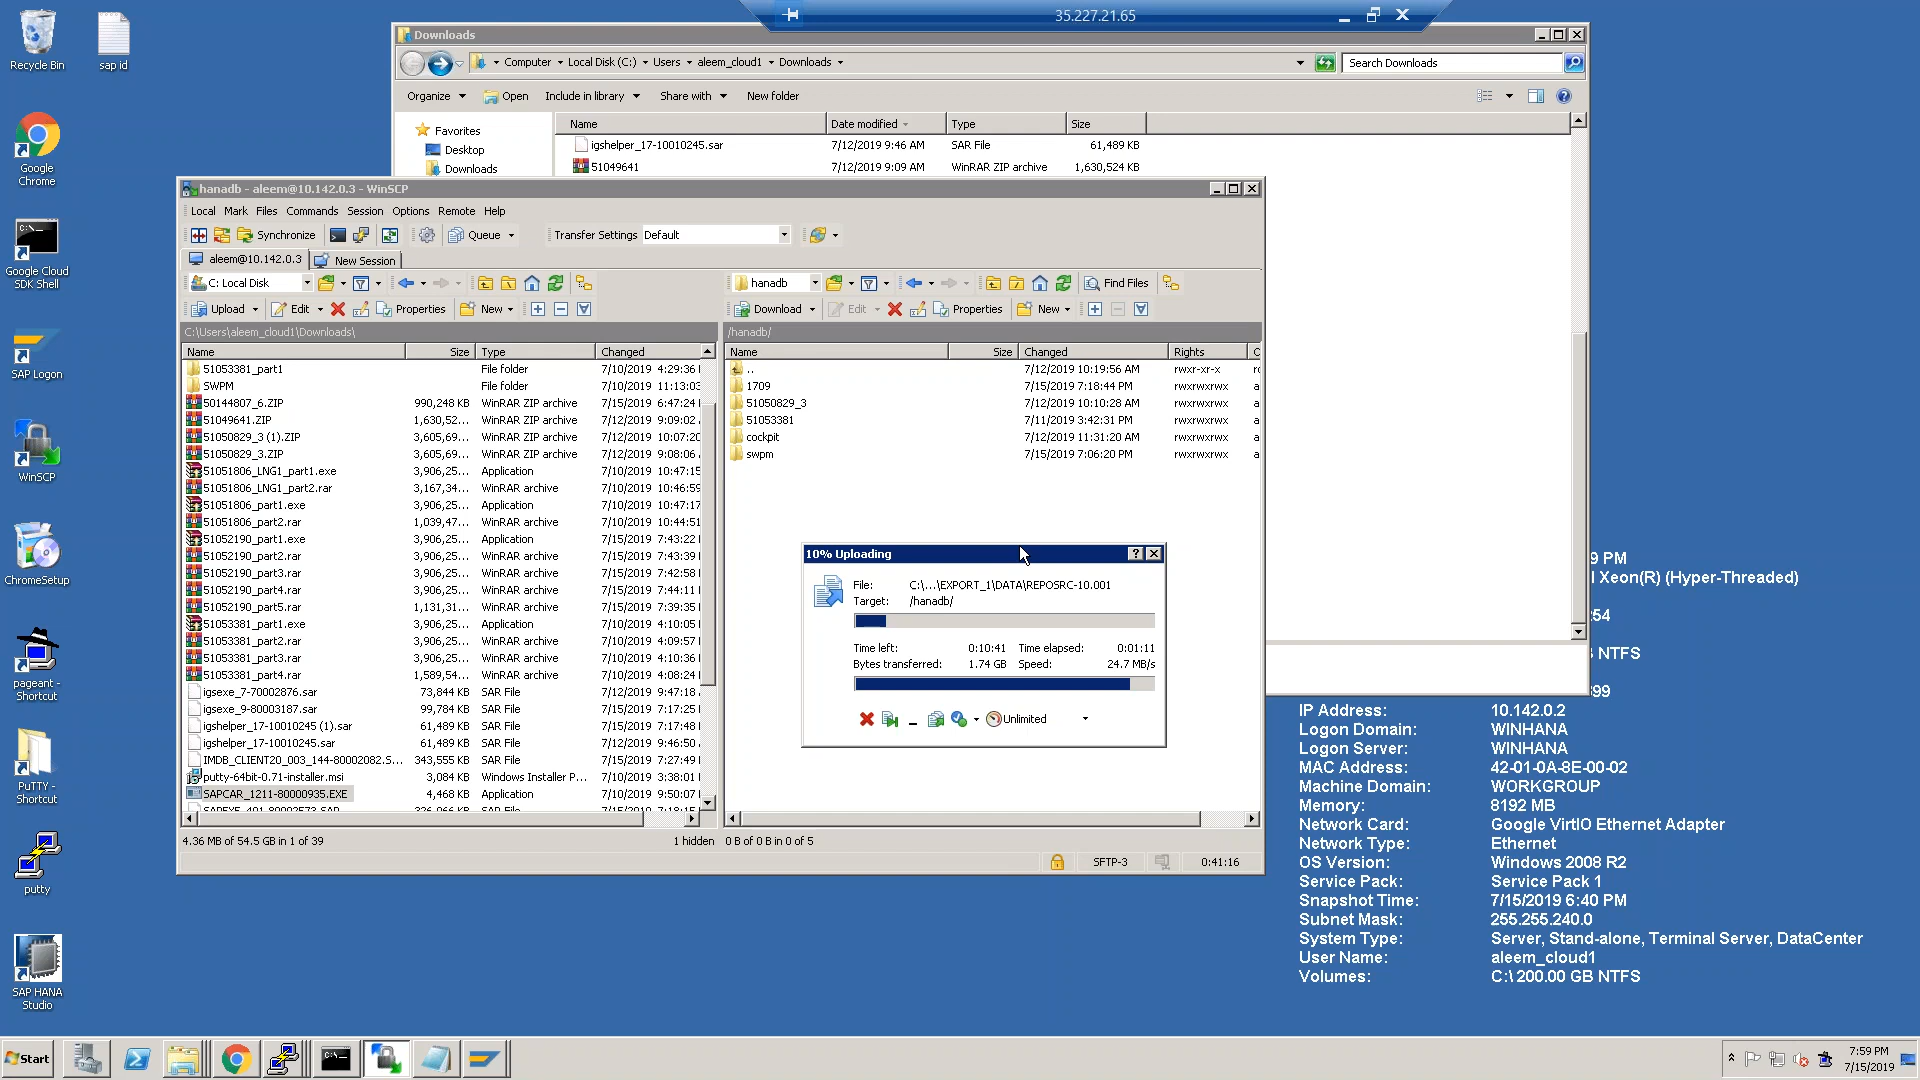 35.227.21.65
Recycle Bin
sap id
Google Chrome
Google Cloud SDK Shell
SAP Logon
WinSCP
ChromeSetup
pageant - Shortcut
PuTTY - Shortcut
putty
SAP HANA Studio
Downloads
Computer Local Disk (C:) Users aleem_cloud1 Downloads
Search Downloads
Organize Open Include in library Share with New folder
Favorites
Desktop
Downloads
Name Date modified Type Size
igshelper_17-10010245.sar 7/12/2019 9:46 AM SAR File 61,489 KB
51049641 7/12/2019 9:09 AM WinRAR ZIP archive 1,630,524 KB
hanadb - aleem@10.142.0.3 - WinSCP
Local Mark Files Commands Session Options Remote Help
Synchronize Queue Transfer Settings Default
aleem@10.142.0.3 New Session
C: Local Disk
Upload Edit Properties New
C:\Users\aleem_cloud1\Downloads\
Name Size Type Changed
51053381_part1 File folder 7/10/2019 4:29:36
SWPM File folder 7/10/2019 11:13:03
50144807_6.ZIP 990,248 KB WinRAR ZIP archive 7/15/2019 6:47:24
51049641.ZIP 1,630,52... WinRAR ZIP archive 7/12/2019 9:09:02
51050829_3 (1).ZIP 3,605,69... WinRAR ZIP archive 7/12/2019 10:07:20
51050829_3.ZIP 3,605,69... WinRAR ZIP archive 7/12/2019 9:08:06
51051806_LNG1_part1.exe 3,906,25... Application 7/10/2019 10:47:15
51051806_LNG1_part2.rar 3,167,34... WinRAR archive 7/10/2019 10:46:59
51051806_part1.exe 3,906,25... Application 7/10/2019 10:47:17
51051806_part2.rar 1,039,47... WinRAR archive 7/10/2019 10:44:51
51052190_part1.exe 3,906,25... Application 7/15/2019 7:43:22
51052190_part2.rar 3,906,25... WinRAR archive 7/15/2019 7:43:39
51052190_part3.rar 3,906,25... WinRAR archive 7/15/2019 7:42:58
51052190_part4.rar 3,906,25... WinRAR archive 7/15/2019 7:44:11
51052190_part5.rar 1,131,31... WinRAR archive 7/15/2019 7:39:35
51053381_part1.exe 3,906,25... Application 7/10/2019 4:10:05
51053381_part2.rar 3,906,25... WinRAR archive 7/10/2019 4:09:57
51053381_part3.rar 3,906,25... WinRAR archive 7/10/2019 4:10:36
51053381_part4.rar 1,589,54... WinRAR archive 7/10/2019 4:08:24
igsexe_7-70002876.sar 73,844 KB SAR File 7/12/2019 9:47:18
igsexe_9-80003187.sar 99,784 KB SAR File 7/15/2019 7:17:25
igshelper_17-10010245 (1).sar 61,489 KB SAR File 7/15/2019 7:17:48
igshelper_17-10010245.sar 61,489 KB SAR File 7/12/2019 9:46:50
IMDB_CLIENT20_003_144-80002082.S... 343,555 KB SAR File 7/15/2019 7:27:49
putty-64bit-0.71-installer.msi 3,084 KB Windows Installer P... 7/10/2019 3:38:01
SAPCAR_1211-80000935.EXE 4,468 KB Application 7/10/2019 9:50:07
SAPEXE_401-80002573.SAR 326,066 KB SAR File 7/15/2019 7:18:15
4.36 MB of 54.5 GB in 1 of 39 1 hidden
hanadb Find Files
Download Edit Properties New
/hanadb/
Name Size Changed Rights O
.. 7/12/2019 10:19:56 AM rwxr-xr-x
1709 7/15/2019 7:18:44 PM rwxrwxrwx a
51050829_3 7/12/2019 10:10:28 AM rwxrwxrwx a
51053381 7/11/2019 3:42:31 PM rwxrwxrwx a
cockpit 7/12/2019 11:31:20 AM rwxrwxrwx a
swpm 7/15/2019 7:06:20 PM rwxrwxrwx a
0 B of 0 B in 0 of 5
SFTP-3 0:41:16
10% Uploading
File: C:\...\EXPORT_1\DATA\REPOSRC-10.001
Target: /hanadb/
Time left: 0:10:41 Time elapsed: 0:01:11
Bytes transferred: 1.74 GB Speed: 24.7 MB/s
Unlimited
9 PM
l Xeon(R) (Hyper-Threaded)
254
NTFS
99
IP Address: 10.142.0.2
Logon Domain: WINHANA
Logon Server: WINHANA
MAC Address: 42-01-0A-8E-00-02
Machine Domain: WORKGROUP
Memory: 8192 MB
Network Card: Google VirtIO Ethernet Adapter
Network Type: Ethernet
OS Version: Windows 2008 R2
Service Pack: Service Pack 1
Snapshot Time: 7/15/2019 6:40 PM
Subnet Mask: 255.255.240.0
System Type: Server, Stand-alone, Terminal Server, DataCenter
User Name: aleem_cloud1
Volumes: C:\ 200.00 GB NTFS
Start
7:59 PM
7/15/2019